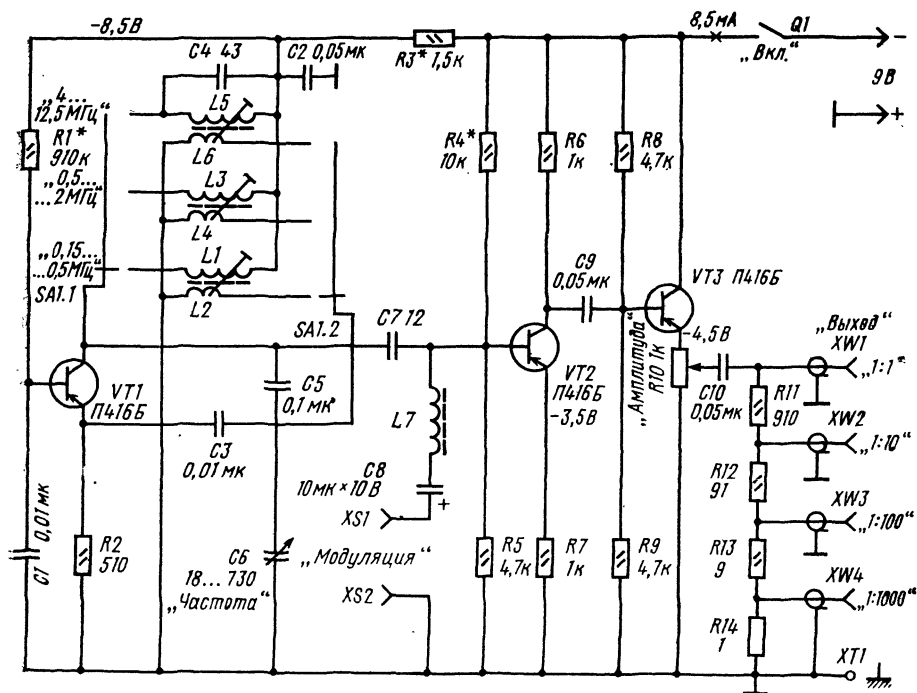 -8,5В
C4 43
C2 0,05мк
R3* 1,5к
8,5мА
Q1
„Вкл.“
-
9В
+
„4...
12,5МГц“
R1*
910к
L5
L6
R4*
10к
R6
1к
R8
4,7к
„0,5...
...2МГц“
L3
L4
„0,15...
...0,5МГц“
SA1.1
L1
L2
SA1.2
C7 12
C9
0,05мк
VT3 П416Б
-4,5В
„Амплитуда“
R10 1к
„Выход“
XW1
„1:1“
VT1
П416Б
C5
0,1мк
VT2
П416Б
-3,5В
C10
0,05мк
R11
910
C3
0,01мк
L7
XW2
„1:10“
C8
10мк×10В
+
R12
91
XW3
„1:100“
C1 0,01мк
R2
510
C6
18...730
„Частота“
XS1
„Модуляция“
XS2
R5
4,7к
R7
1к
R9
4,7к
R13
9
XW4
„1:1000“
R14
1
XT1